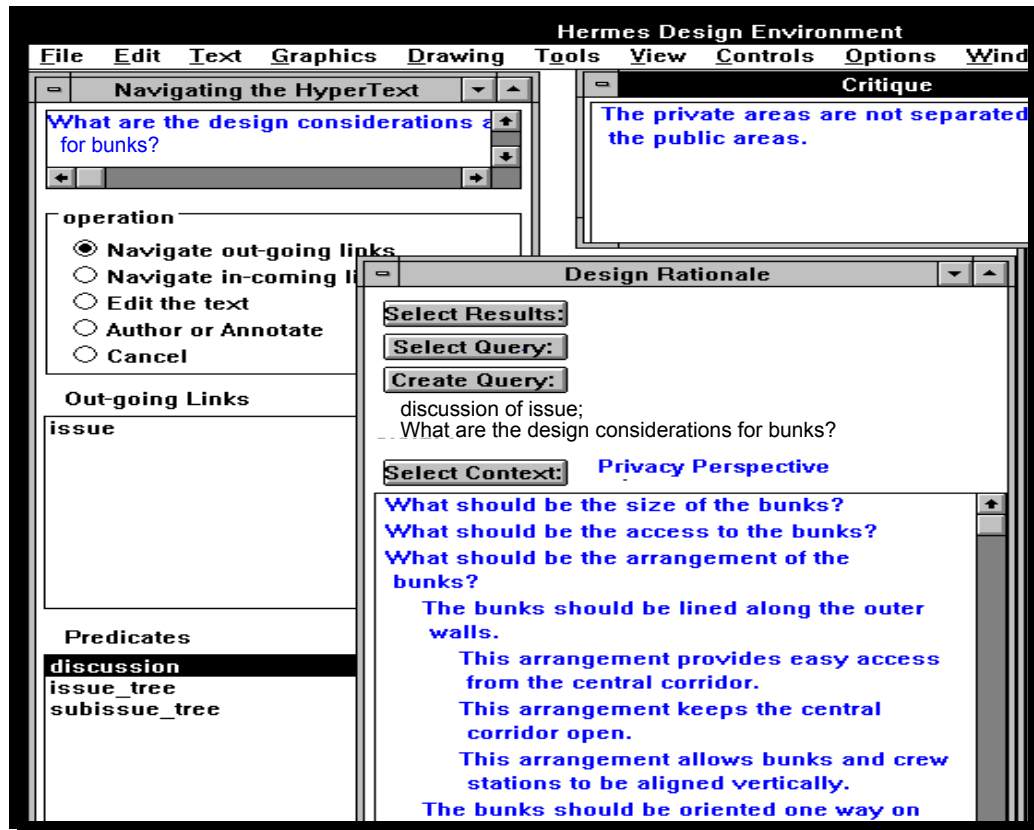 Hermes Design Environment
File Edit Text Graphics Drawing Tools View Controls Options Wind
Navigating the HyperText
What are the design considerations a
for bunks?
operation
Navigate out-going links
Navigate in-coming li
Edit the text
Author or Annotate
Cancel
Out-going Links
issue
Predicates
discussion
issue_tree
subissue_tree
Critique
The private areas are not separated
the public areas.
Design Rationale
Select Results:
Select Query:
Create Query:
discussion of issue;
What are the design considerations for bunks?
Select Context: Privacy Perspective
What should be the size of the bunks?
What should be the access to the bunks?
What should be the arrangement of the
bunks?
The bunks should be lined along the outer
walls.
This arrangement provides easy access
from the central corridor.
This arrangement keeps the central
corridor open.
This arrangement allows bunks and crew
stations to be aligned vertically.
The bunks should be oriented one way on